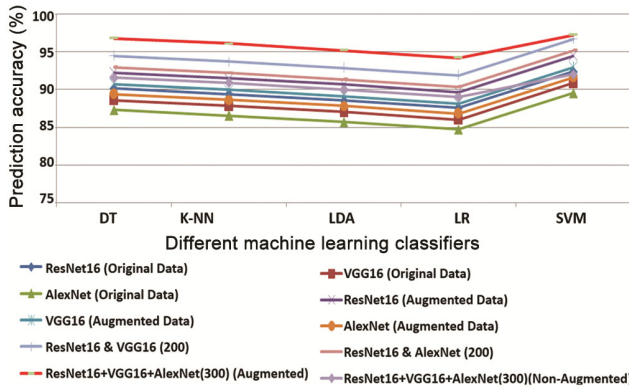 Prediction accuracy (%)
100
95
90
85
80
75
DT K-NN LDA LR SVM
Different machine learning classifiers
ResNet16 (Original Data)
VGG16 (Original Data)
AlexNet (Original Data)
ResNet16 (Augmented Data)
VGG16 (Augmented Data)
AlexNet (Augmented Data)
ResNet16 & VGG16 (200)
ResNet16 & AlexNet (200)
ResNet16+VGG16+AlexNet(300) (Augmented)
ResNet16+VGG16+AlexNet(300)(Non-Augmented)